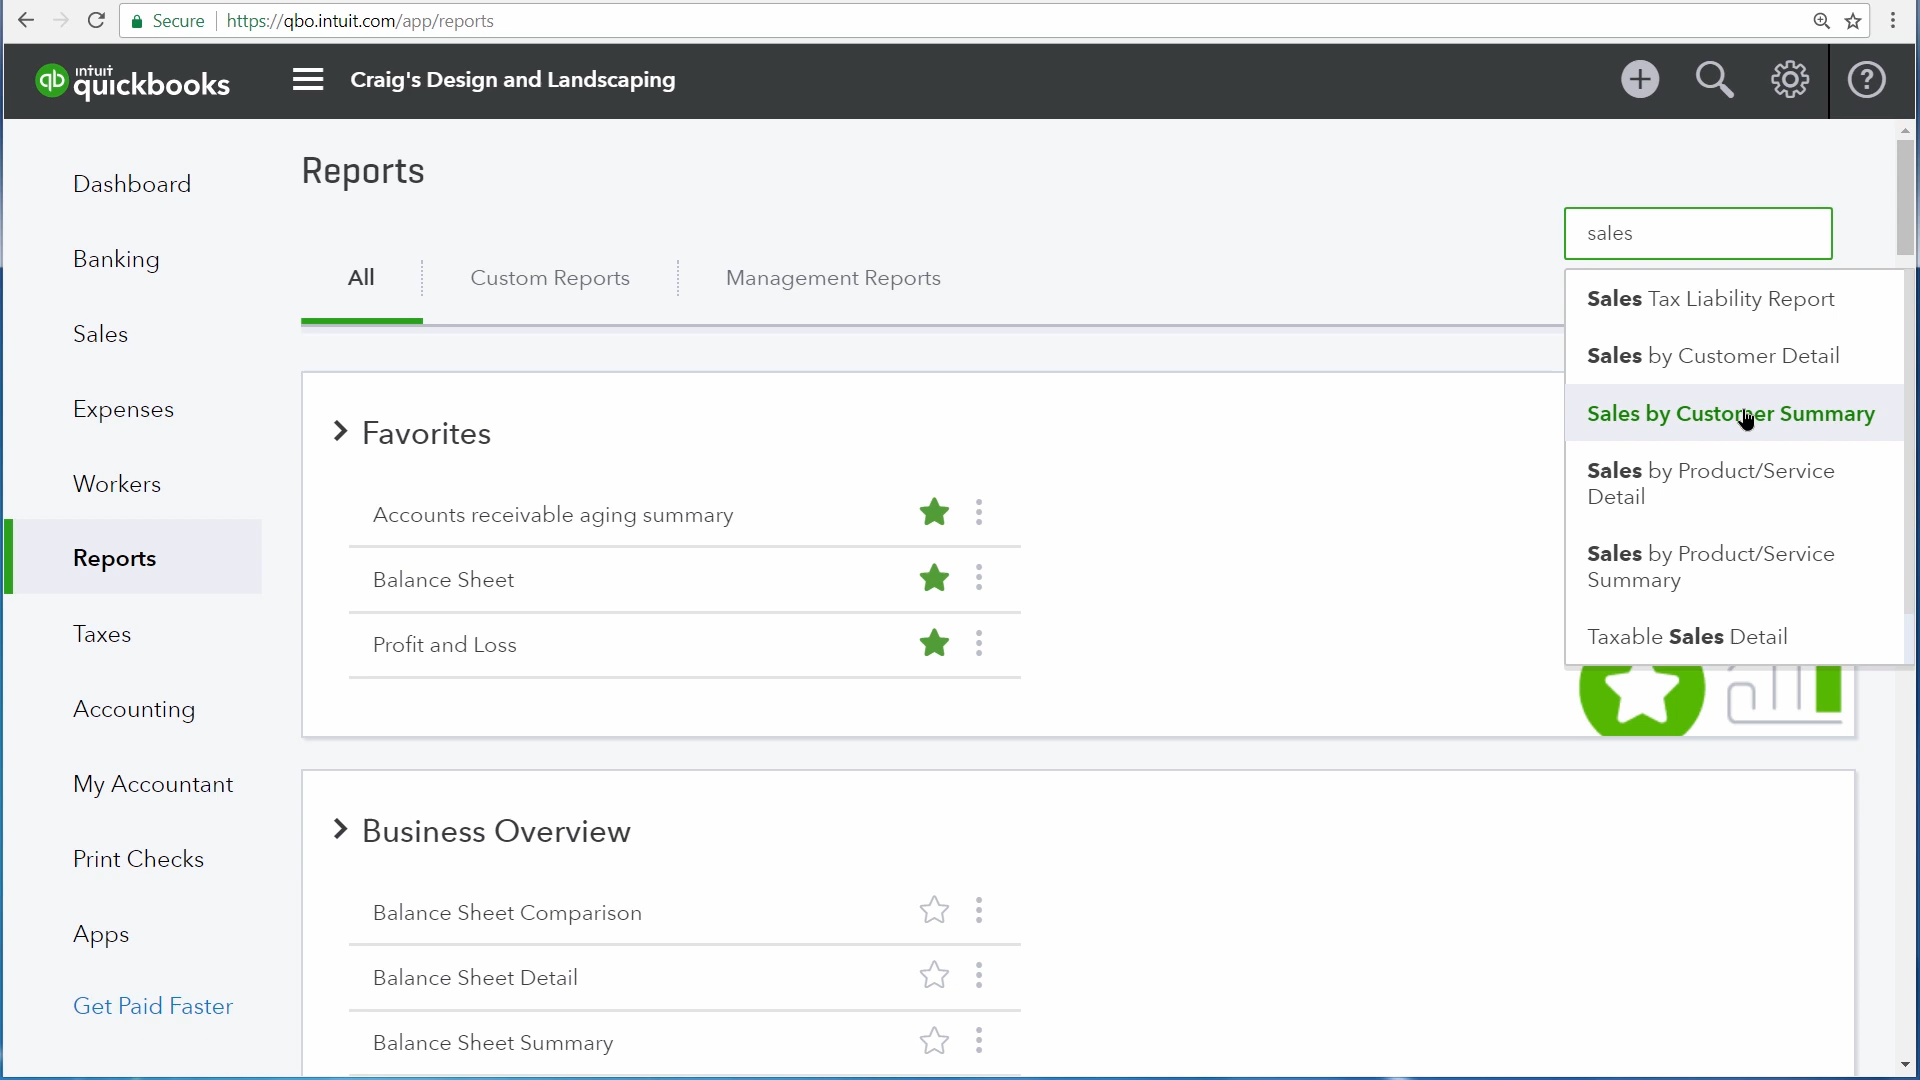 Secure https://qbo.intuit.com/app/reports
qb intuit quickbooks
Craig's Design and Landscaping
?
Dashboard
Banking
Sales
Expenses
Workers
Reports
Taxes
Accounting
My Accountant
Print Checks
Apps
Get Paid Faster
Reports
All
Custom Reports
Management Reports
sales
Sales Tax Liability Report
Sales by Customer Detail
Sales by Customer Summary
Sales by Product/Service
Detail
Sales by Product/Service
Summary
Taxable Sales Detail
Favorites
Accounts receivable aging summary
Balance Sheet
Profit and Loss
Business Overview
Balance Sheet Comparison
Balance Sheet Detail
Balance Sheet Summary